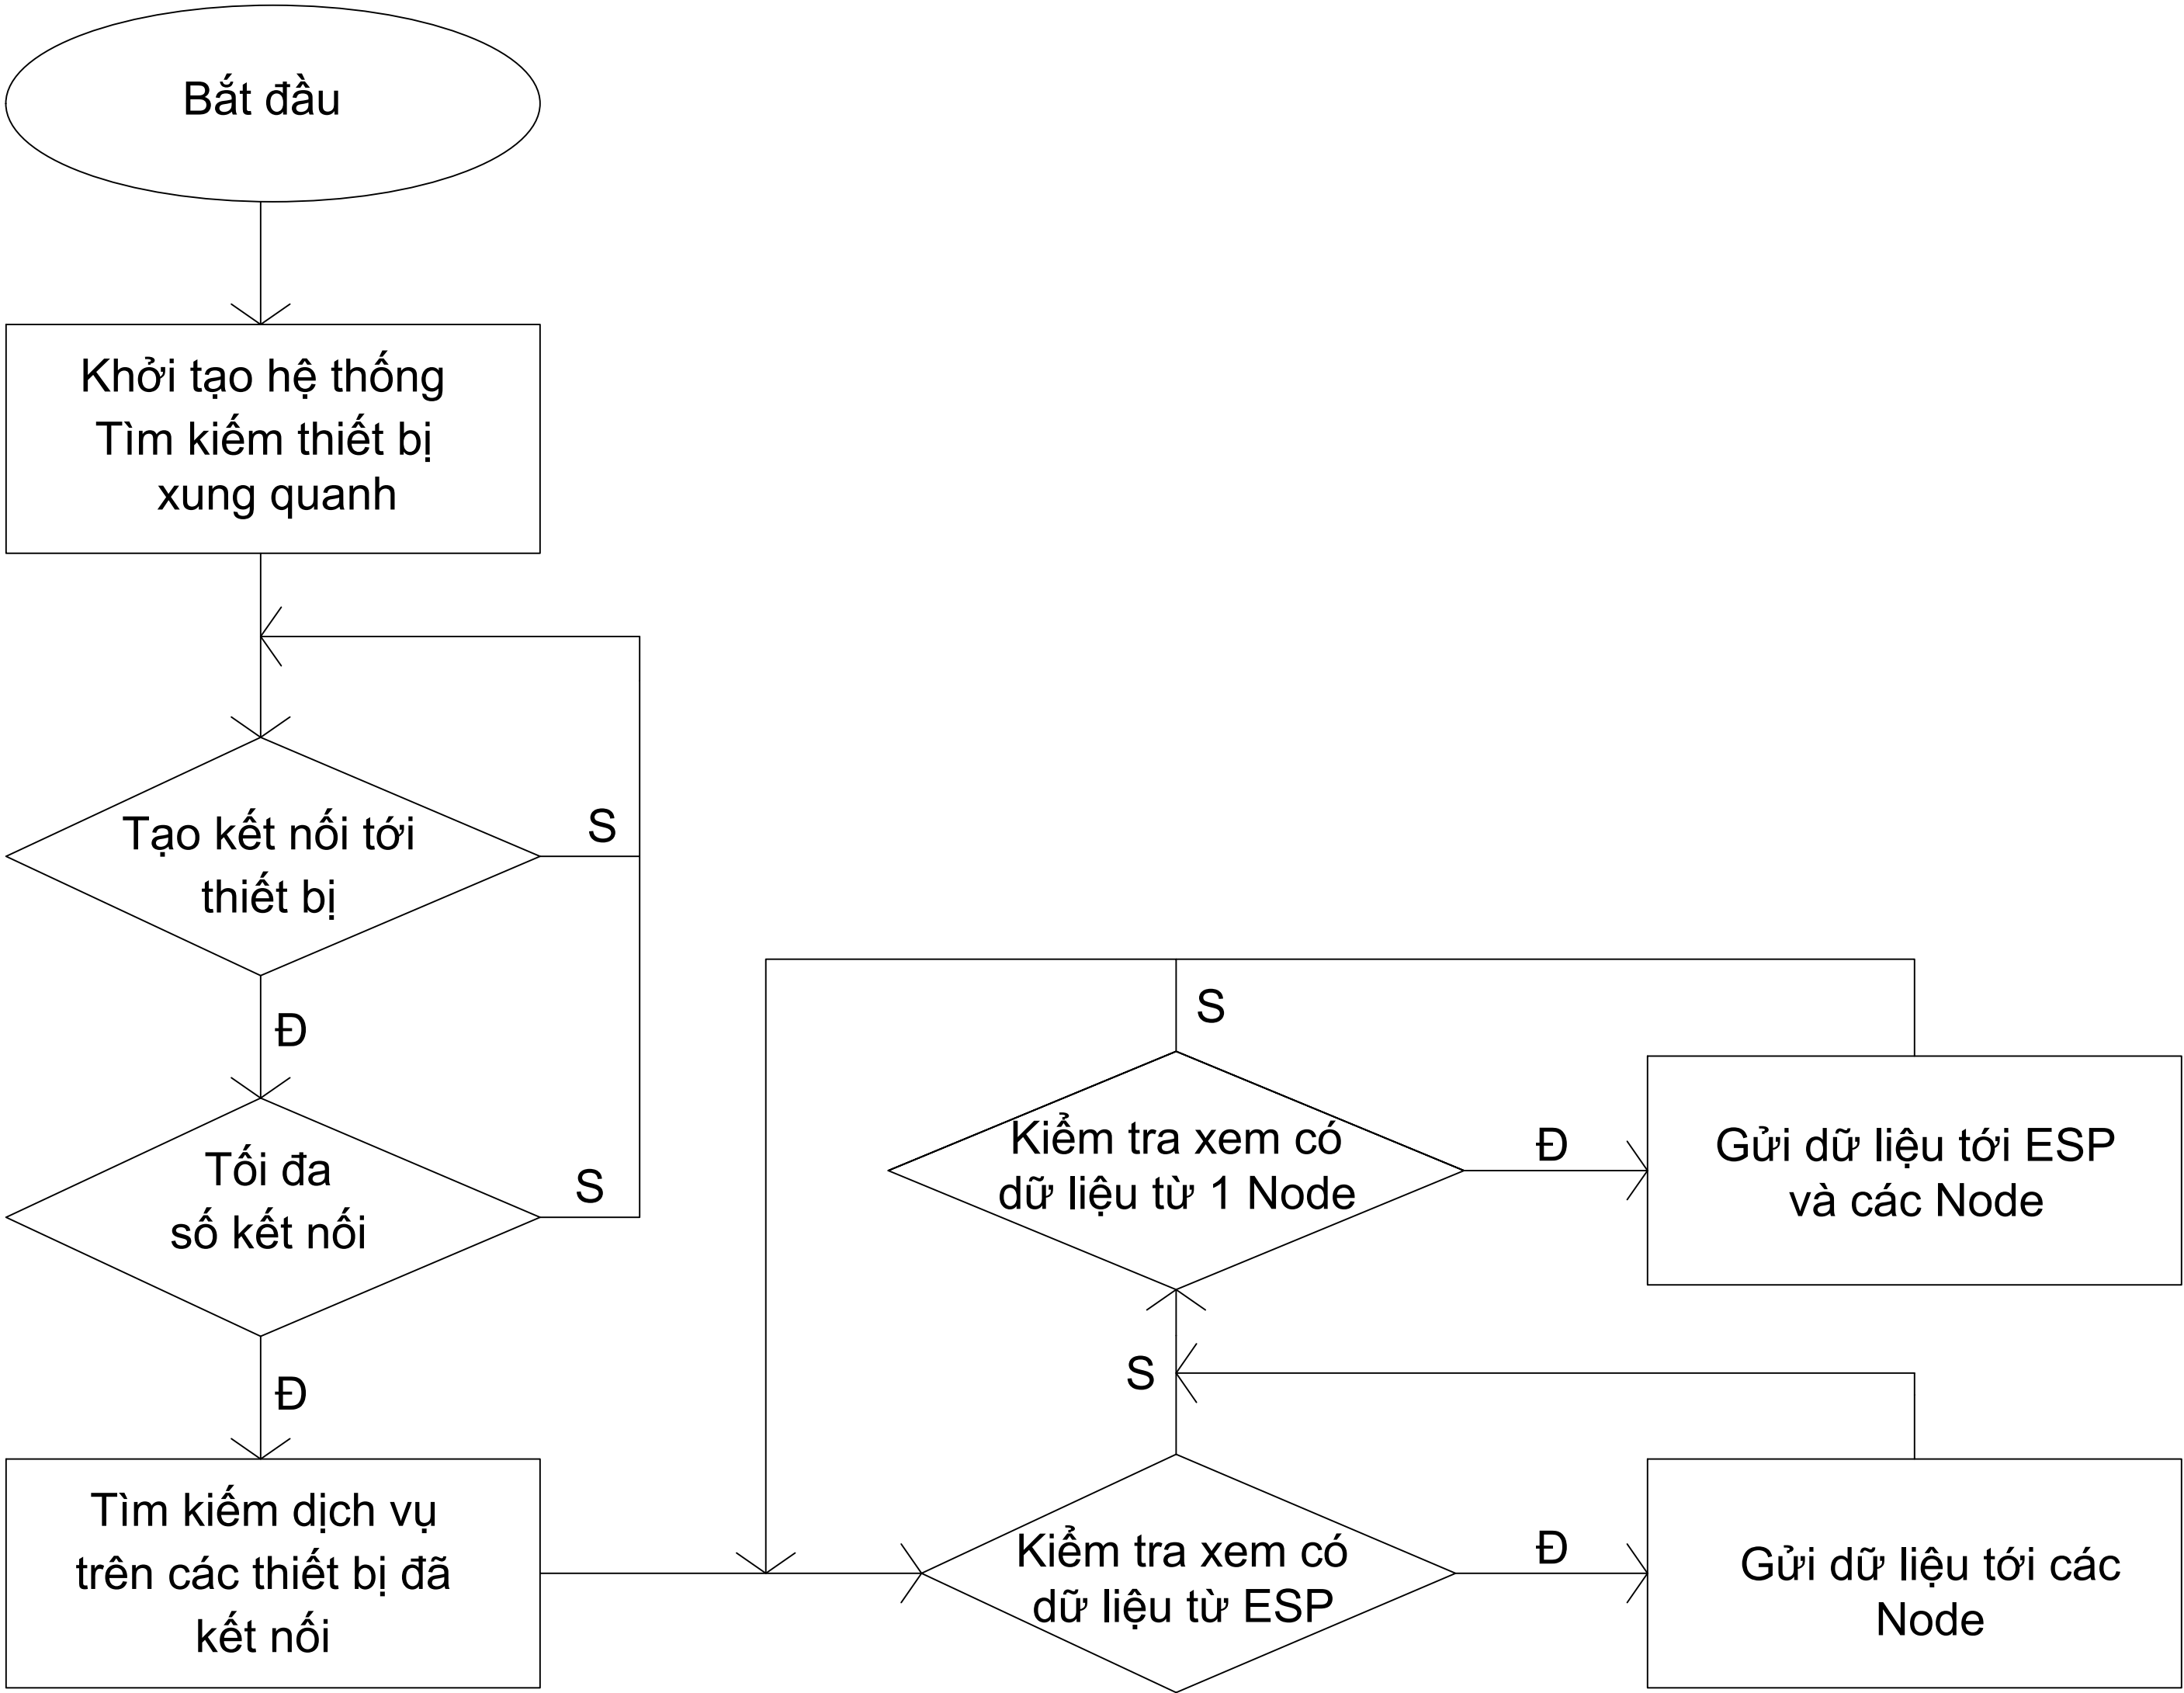 Bắt đầu
Khởi tạo hệ thống
Tìm kiếm thiết bị
xung quanh
Tạo kết nối tới
thiết bị
S
Đ
Tối đa
số kết nối
S
Đ
Tìm kiếm dịch vụ
trên các thiết bị đã
kết nối
Kiểm tra xem có
dữ liệu từ ESP
Đ
Gửi dữ liệu tới các
Node
S
Kiểm tra xem có
dữ liệu từ 1 Node
Đ
Gửi dữ liệu tới ESP
và các Node
S